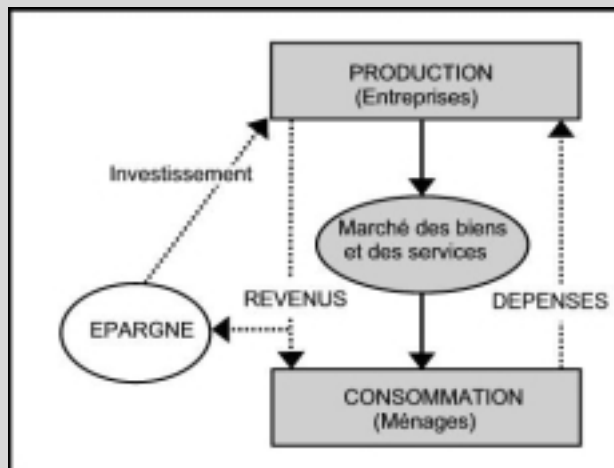 PRODUCTION
(Entreprises)
Investissement
Marché des biens
et des services
REVENUS
DEPENSES
EPARGNE
CONSOMMATION
(Ménages)